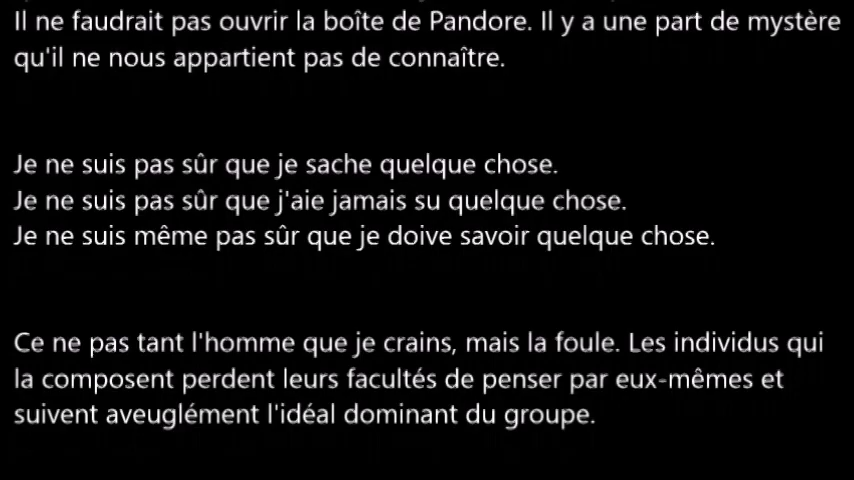 Il ne faudrait pas ouvrir la boîte de Pandore. Il y a une part de mystère
qu'il ne nous appartient pas de connaître.
Je ne suis pas sûr que je sache quelque chose.
Je ne suis pas sûr que j'aie jamais su quelque chose.
Je ne suis même pas sûr que je doive savoir quelque chose.
Ce ne pas tant l'homme que je crains, mais la foule. Les individus qui
la composent perdent leurs facultés de penser par eux-mêmes et
suivent aveuglément l'idéal dominant du groupe.